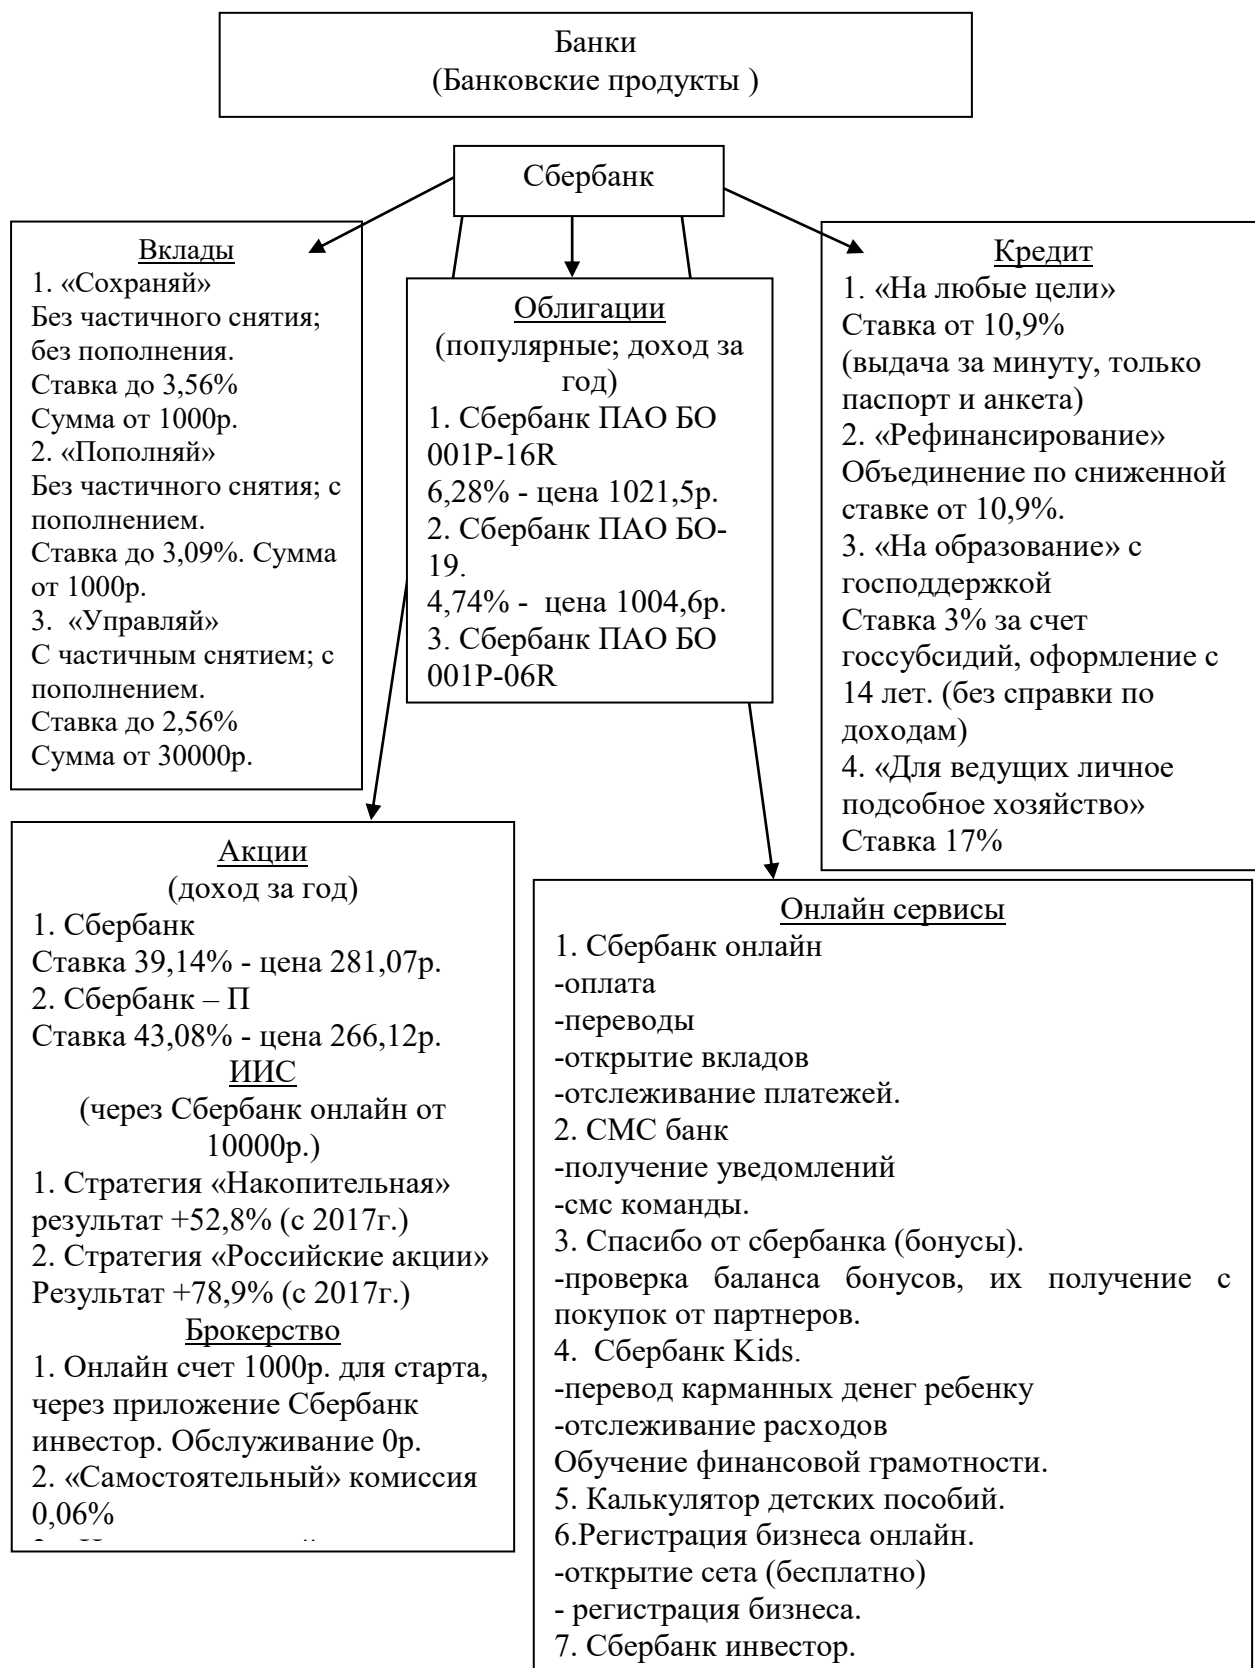 Банки
(Банковские продукты )
Сбербанк
Вклады
1. «Сохраняй»
Без частичного снятия;
без пополнения.
Ставка до 3,56%
Сумма от 1000р.
2. «Пополняй»
Без частичного снятия; с
пополнением.
Ставка до 3,09%. Сумма
от 1000р.
3. «Управляй»
С частичным снятием; с
пополнением.
Ставка до 2,56%
Сумма от 30000р.
Облигации
(популярные; доход за
год)
1. Сбербанк ПАО БО
001Р-16R
6,28% - цена 1021,5р.
2. Сбербанк ПАО БО-
19.
4,74% - цена 1004,6р.
3. Сбербанк ПАО БО
001Р-06R
Кредит
1. «На любые цели»
Ставка от 10,9%
(выдача за минуту, только
паспорт и анкета)
2. «Рефинансирование»
Объединение по сниженной
ставке от 10,9%.
3. «На образование» с
господдержкой
Ставка 3% за счет
госсубсидий, оформление с
14 лет. (без справки по
доходам)
4. «Для ведущих личное
подсобное хозяйство»
Ставка 17%
Акции
(доход за год)
1. Сбербанк
Ставка 39,14% - цена 281,07р.
2. Сбербанк – П
Ставка 43,08% - цена 266,12р.
ИИС
(через Сбербанк онлайн от
10000р.)
1. Стратегия «Накопительная»
результат +52,8% (с 2017г.)
2. Стратегия «Российские акции»
Результат +78,9% (с 2017г.)
Брокерство
1. Онлайн счет 1000р. для старта,
через приложение Сбербанк
инвестор. Обслуживание 0р.
2. «Самостоятельный» комиссия
0,06%
Онлайн сервисы
1. Сбербанк онлайн
-оплата
-переводы
-открытие вкладов
-отслеживание платежей.
2. СМС банк
-получение уведомлений
-смс команды.
3. Спасибо от сбербанка (бонусы).
-проверка баланса бонусов, их получение с
покупок от партнеров.
4. Сбербанк Kids.
-перевод карманных денег ребенку
-отслеживание расходов
Обучение финансовой грамотности.
5. Калькулятор детских пособий.
6.Регистрация бизнеса онлайн.
-открытие сета (бесплатно)
- регистрация бизнеса.
7. Сбербанк инвестор.